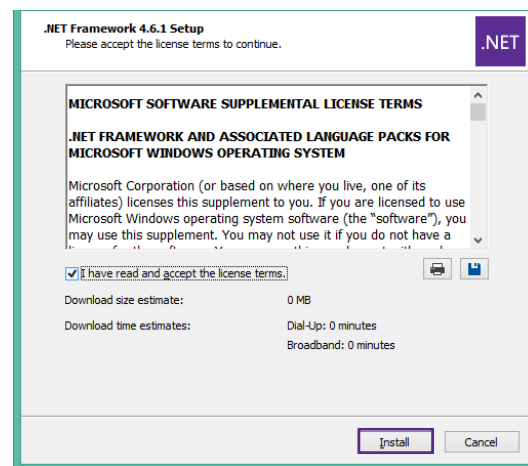 .NET Framework 4.6.1 Setup
Please accept the license terms to continue.
.NET
MICROSOFT SOFTWARE SUPPLEMENTAL LICENSE TERMS
.NET FRAMEWORK AND ASSOCIATED LANGUAGE PACKS FOR
MICROSOFT WINDOWS OPERATING SYSTEM
Microsoft Corporation (or based on where you live, one of its
affiliates) licenses this supplement to you. If you are licensed to use
Microsoft Windows operating system software (the “software”), you
may use this supplement. You may not use it if you do not have a
I have read and accept the license terms.
Download size estimate: 0 MB
Download time estimates: Dial-Up: 0 minutes
Broadband: 0 minutes
Install Cancel